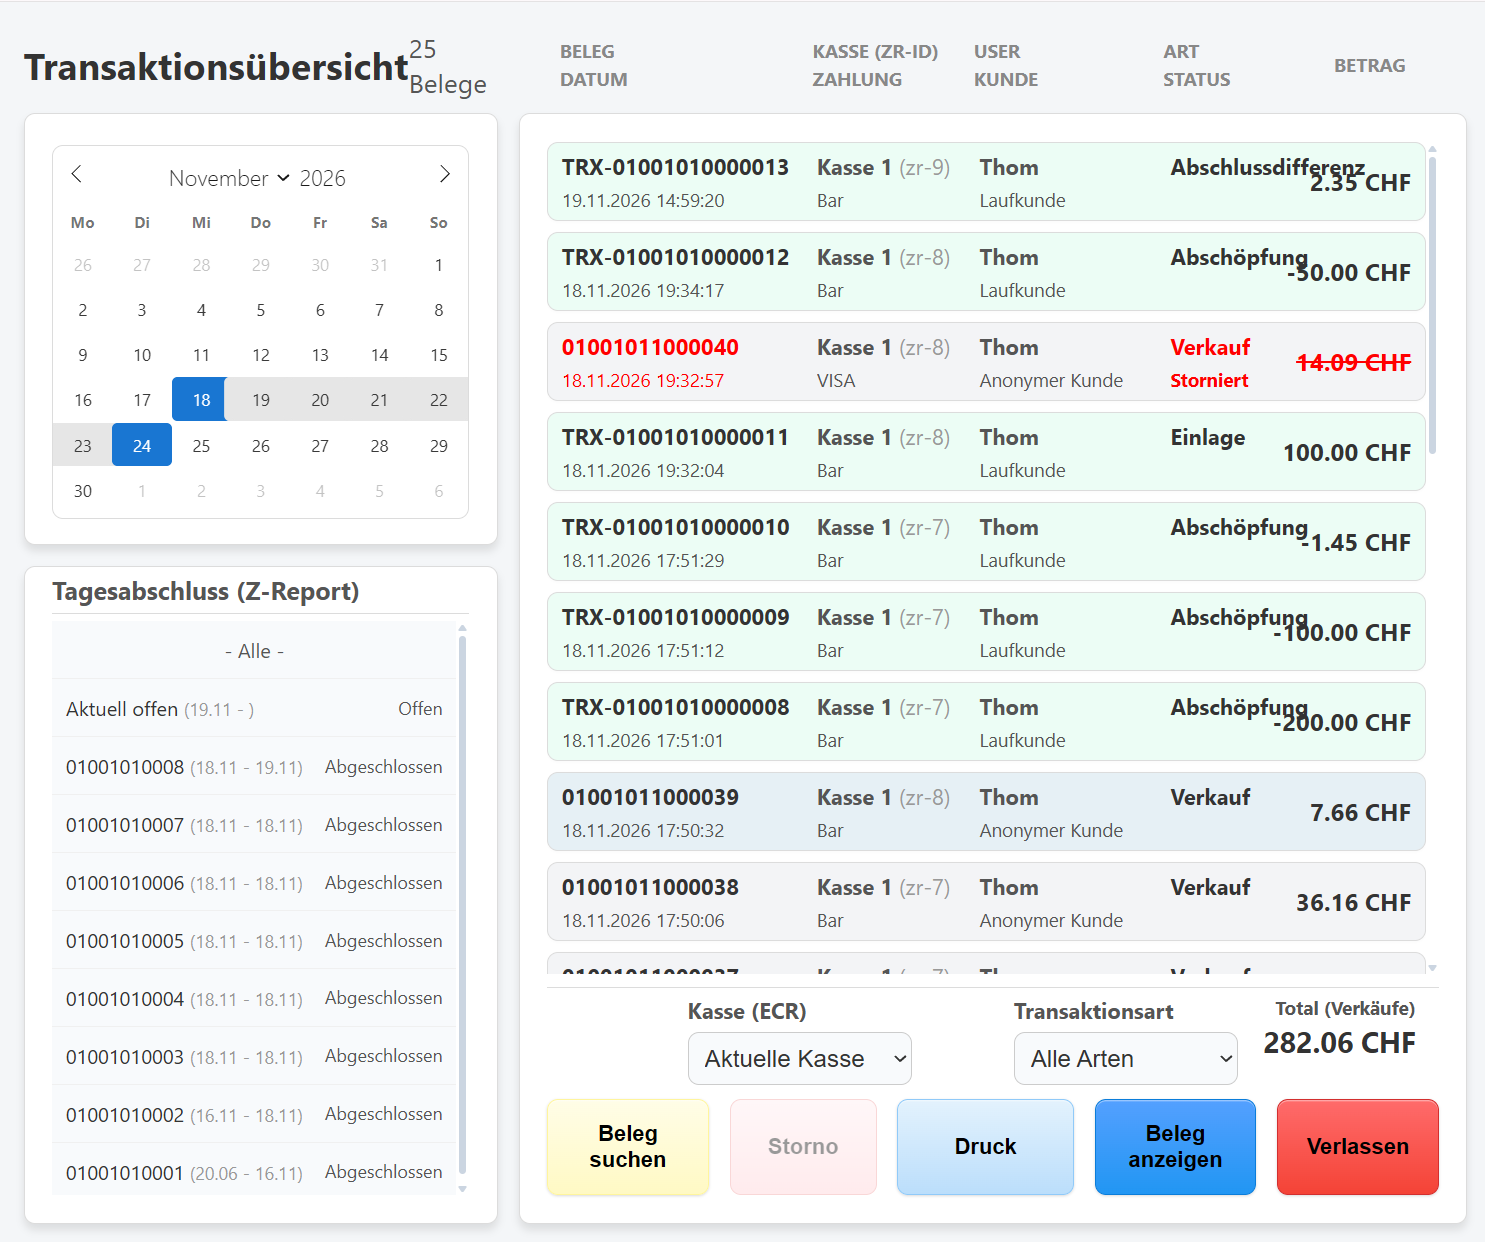 Transaktionsübersicht
25
Belege
BELEG
DATUM
KASSE (ZR-ID)
ZAHLUNG
USER
KUNDE
ART
STATUS
BETRAG
November 2026
Mo Di Mi Do Fr Sa So
26 27 28 29 30 31 1
2 3 4 5 6 7 8
9 10 11 12 13 14 15
16 17 18 19 20 21 22
23 24 25 26 27 28 29
30 1 2 3 4 5 6
Tagesabschluss (Z-Report)
- Alle -
Aktuell offen (19.11 - ) Offen
01001010008 (18.11 - 19.11) Abgeschlossen
01001010007 (18.11 - 18.11) Abgeschlossen
01001010006 (18.11 - 18.11) Abgeschlossen
01001010005 (18.11 - 18.11) Abgeschlossen
01001010004 (18.11 - 18.11) Abgeschlossen
01001010003 (18.11 - 18.11) Abgeschlossen
01001010002 (16.11 - 18.11) Abgeschlossen
01001010001 (20.06 - 16.11) Abgeschlossen
TRX-01001010000013 Kasse 1 (zr-9) Thom Abschlussdifferenz 2.35 CHF
19.11.2026 14:59:20 Bar Laufkunde
TRX-01001010000012 Kasse 1 (zr-8) Thom Abschöpfung -50.00 CHF
18.11.2026 19:34:17 Bar Laufkunde
01001011000040 Kasse 1 (zr-8) Thom Verkauf 14.09 CHF
18.11.2026 19:32:57 VISA Anonymer Kunde Storniert
TRX-01001010000011 Kasse 1 (zr-8) Thom Einlage 100.00 CHF
18.11.2026 19:32:04 Bar Laufkunde
TRX-01001010000010 Kasse 1 (zr-7) Thom Abschöpfung -1.45 CHF
18.11.2026 17:51:29 Bar Laufkunde
TRX-01001010000009 Kasse 1 (zr-7) Thom Abschöpfung -100.00 CHF
18.11.2026 17:51:12 Bar Laufkunde
TRX-01001010000008 Kasse 1 (zr-7) Thom Abschöpfung -200.00 CHF
18.11.2026 17:51:01 Bar Laufkunde
01001011000039 Kasse 1 (zr-8) Thom Verkauf 7.66 CHF
18.11.2026 17:50:32 Bar Anonymer Kunde
01001011000038 Kasse 1 (zr-7) Thom Verkauf 36.16 CHF
18.11.2026 17:50:06 Bar Anonymer Kunde
01001011000037 Kasse 1 (zr-7) Thom Verkauf
Kasse (ECR) Transaktionsart Total (Verkäufe)
Aktuelle Kasse Alle Arten 282.06 CHF
Beleg
suchen
Storno
Druck
Beleg
anzeigen
Verlassen